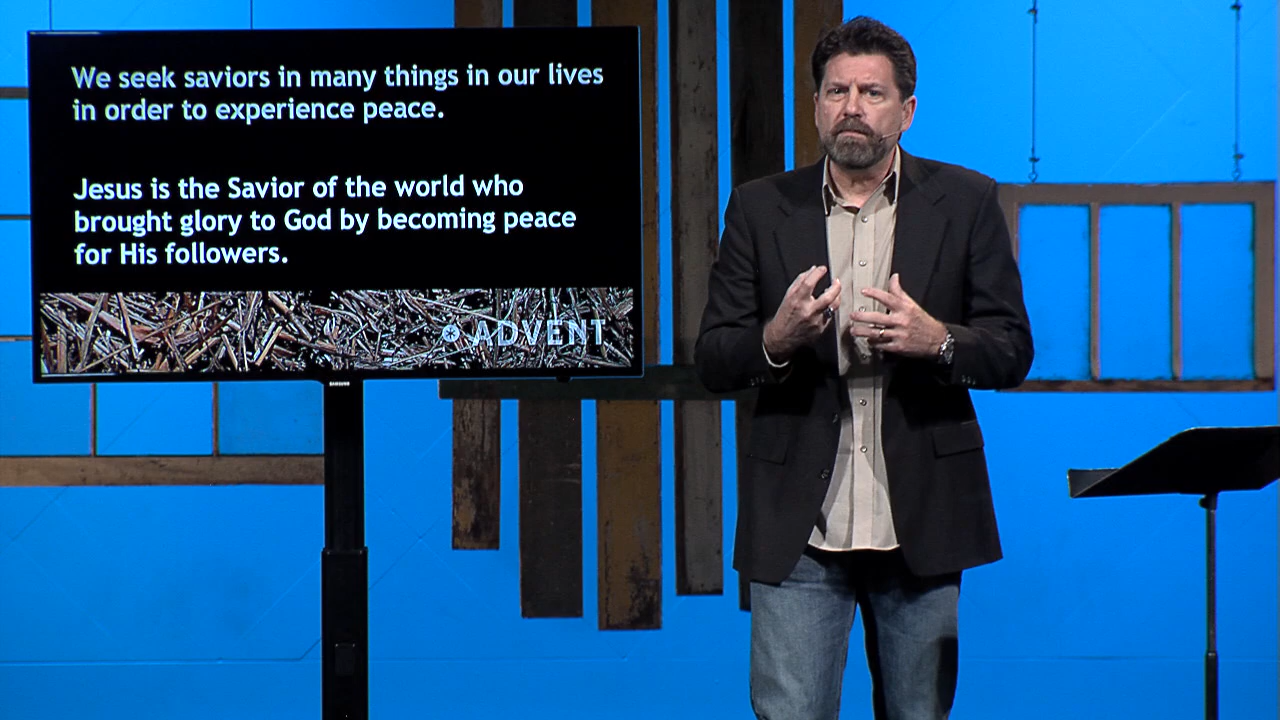 We seek saviors in many things in our lives
in order to experience peace.
Jesus is the Savior of the world who
brought glory to God by becoming peace
for His followers.
ADVENT
SAMSUNG